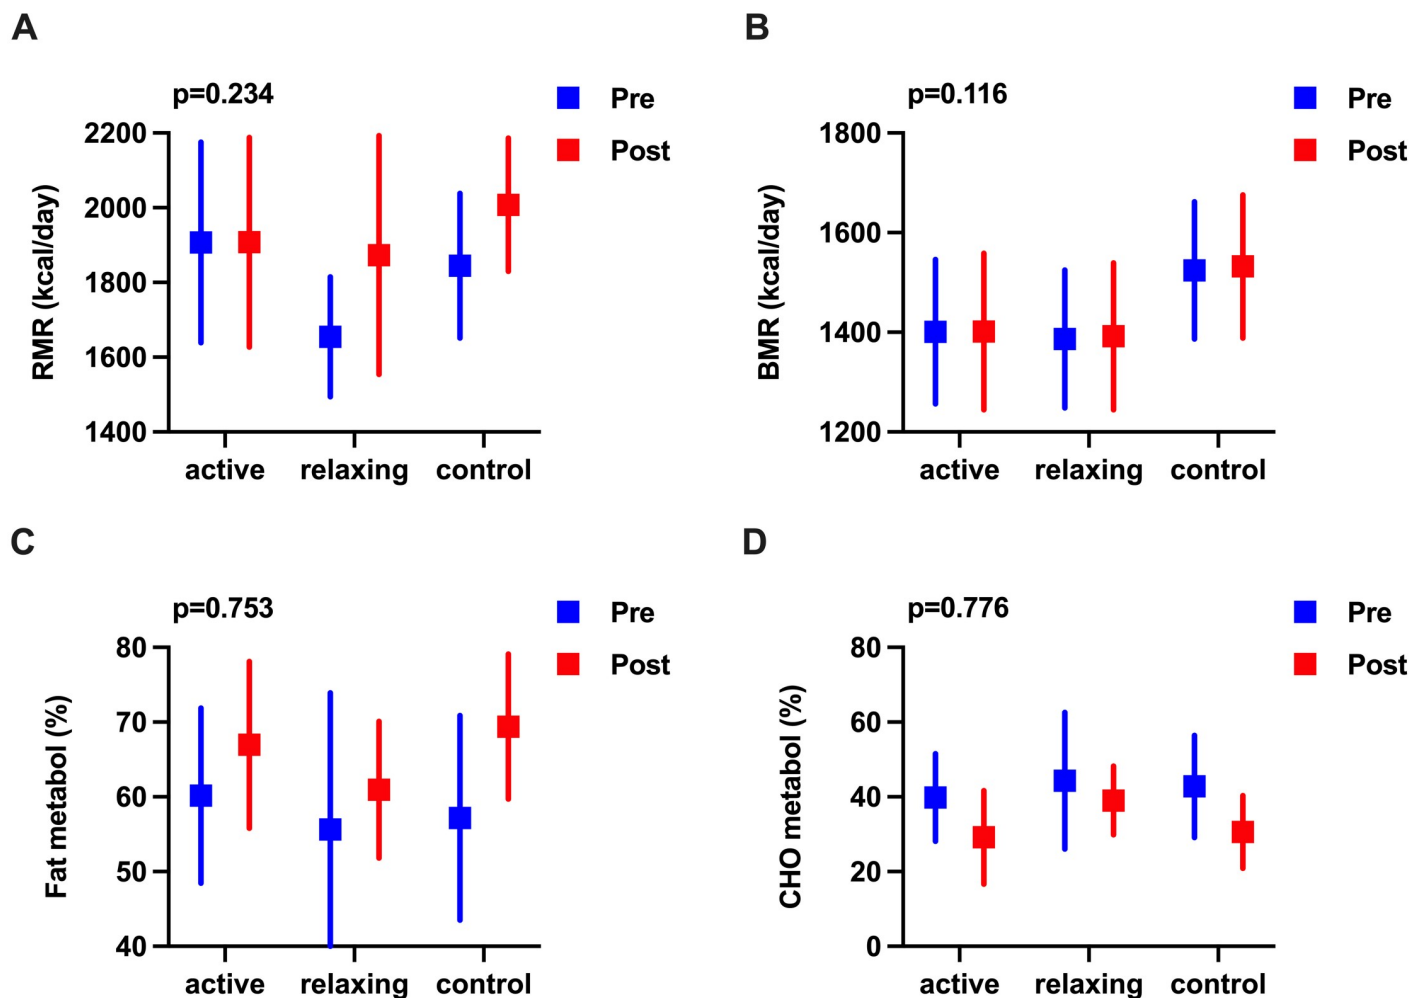 A
p=0.234
Pre
Post
RMR (kcal/day)
2200
2000
1800
1600
1400
active relaxing control
B
p=0.116
Pre
Post
BMR (kcal/day)
1800
1600
1400
1200
active relaxing control
C
p=0.753
Pre
Post
Fat metabol (%)
80
70
60
50
40
active relaxing control
D
p=0.776
Pre
Post
CHO metabol (%)
80
60
40
20
0
active relaxing control